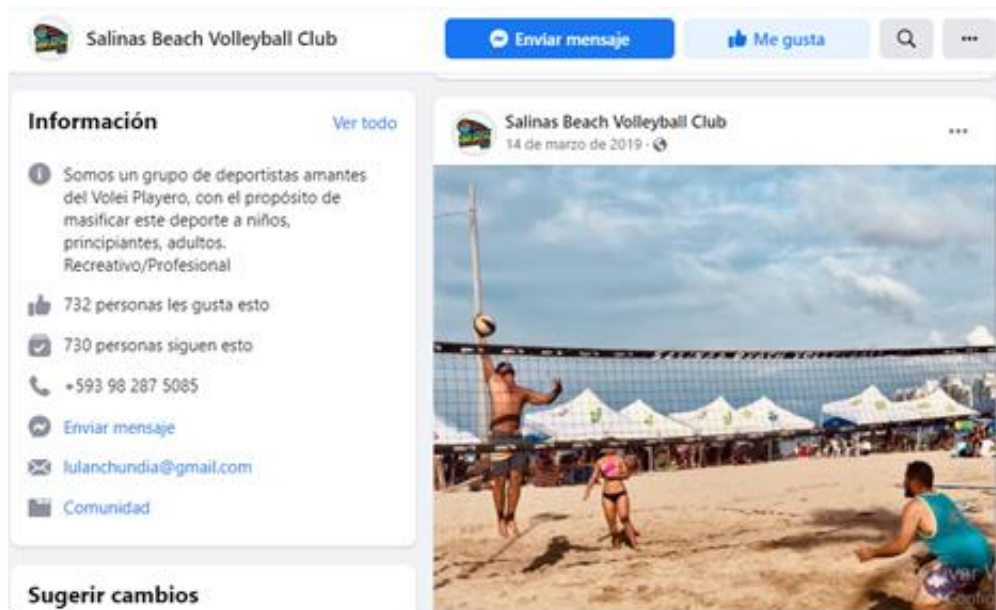 Salinas Beach Volleyball Club
Enviar mensaje
Me gusta
Información
Ver todo
Somos un grupo de deportistas amantes
del Volei Playero, con el propósito de
masificar este deporte a niños,
principiantes, adultos.
Recreativo/Profesional
732 personas les gusta esto
730 personas siguen esto
+593 98 287 5085
Enviar mensaje
lulanchundia@gmail.com
Comunidad
Sugerir cambios
Salinas Beach Volleyball Club
14 de marzo de 2019
SALINAS BEACH VOLLEYBALL